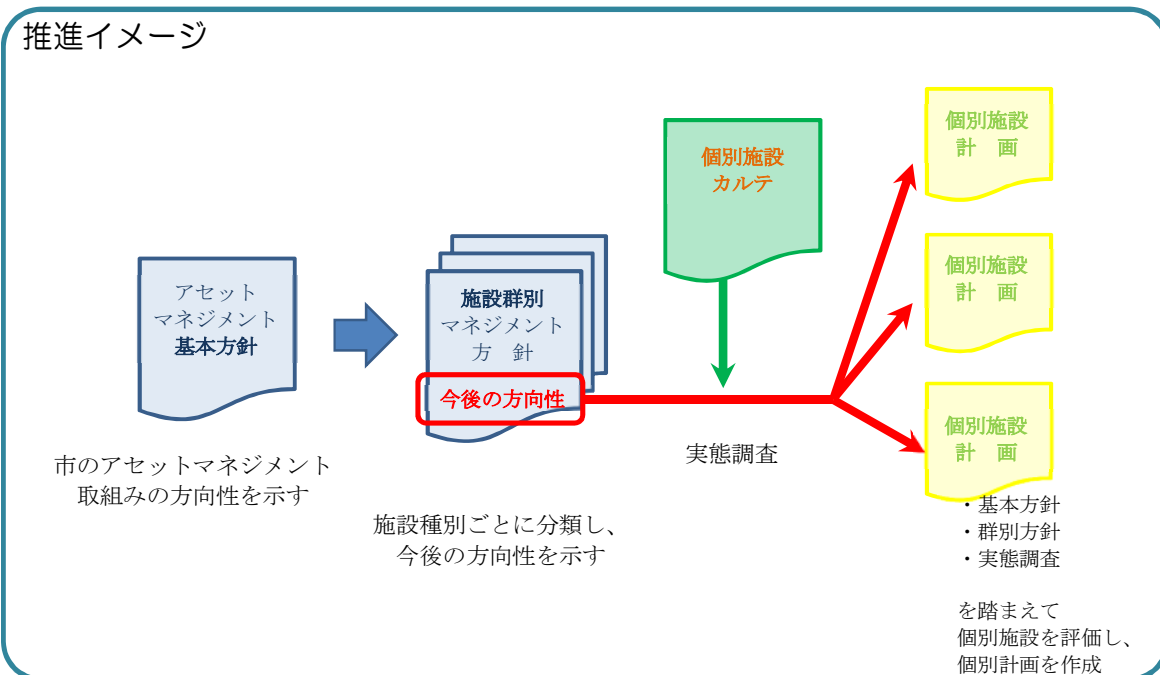 推進イメージ
アセット
マネジメント
基本方針
市のアセットマネジメント
取組みの方向性を示す
施設群別
マネジメント
方　針
今後の方向性
施設種別ごとに分類し、
今後の方向性を示す
個別施設
カルテ
実態調査
個別施設
計　画
個別施設
計　画
個別施設
計　画
・基本方針
・群別方針
・実態調査
を踏まえて
個別施設を評価し、
個別計画を作成